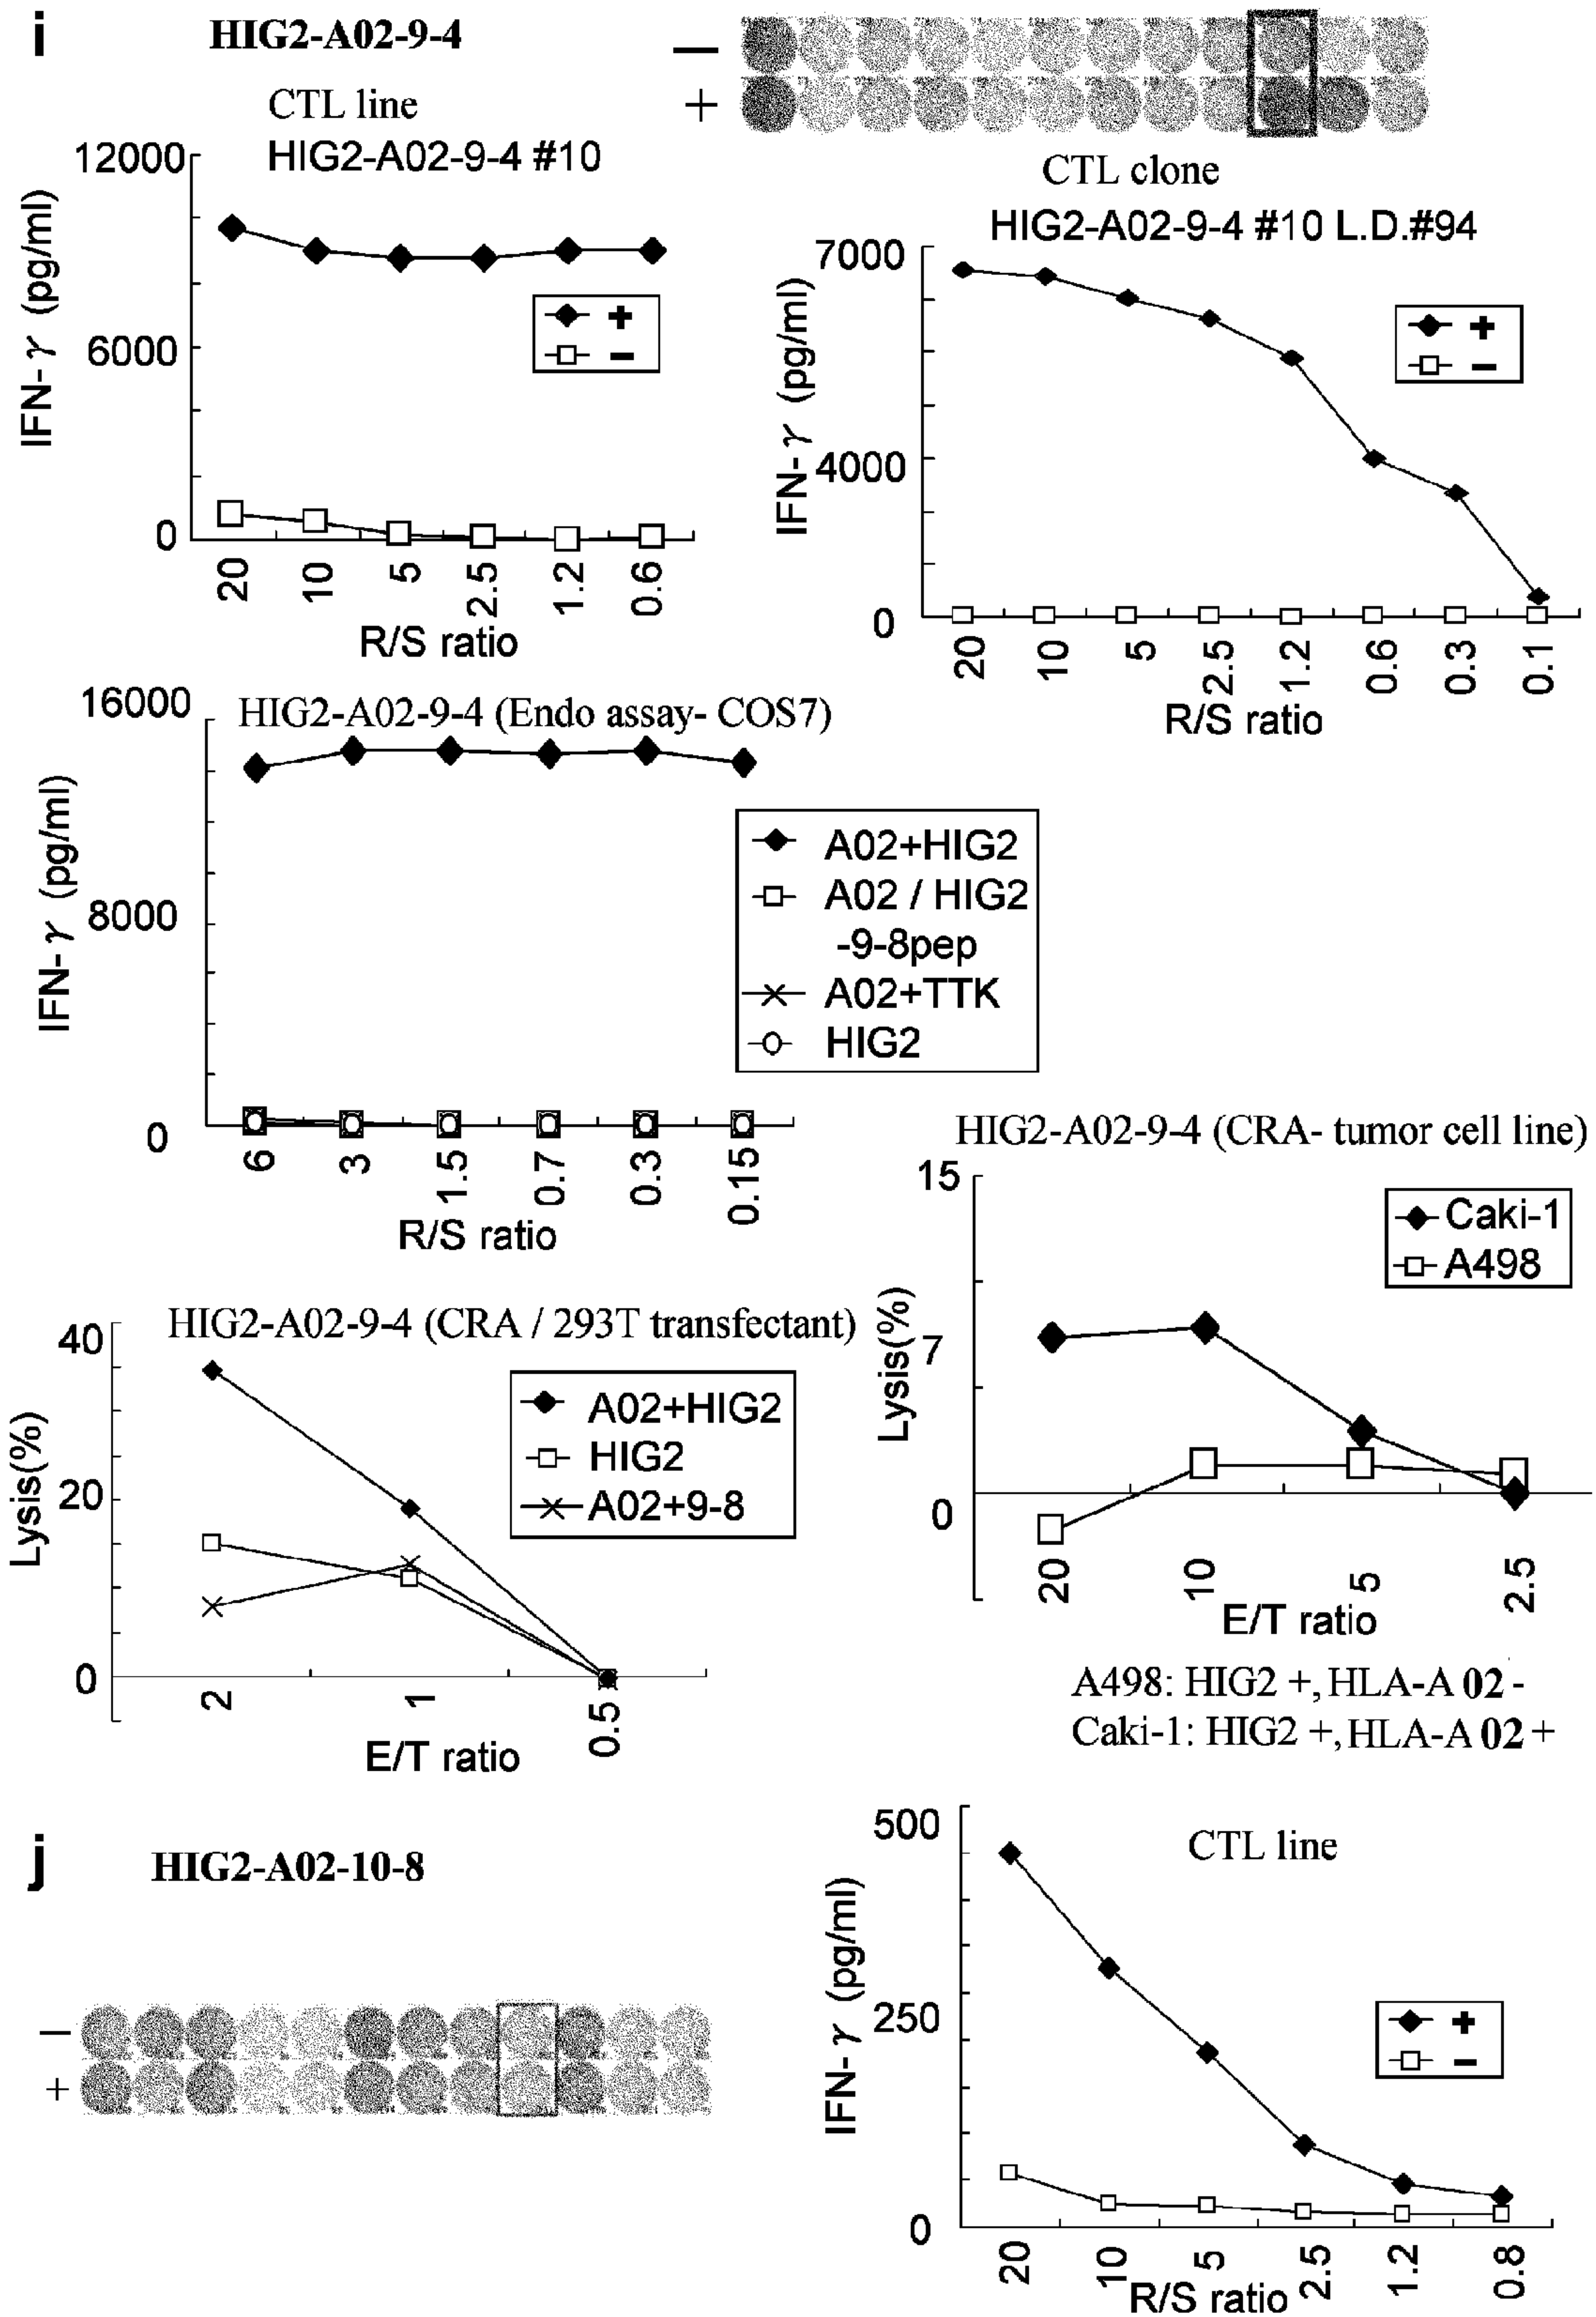 i
HIG2-A02-9-4
−
+
CTL line
HIG2-A02-9-4 #10
12000
6000
0
IFN-γ (pg/ml)
+
−
20 10 5 2.5 1.2 0.6
R/S ratio
CTL clone
HIG2-A02-9-4 #10 L.D.#94
7000
4000
0
IFN-γ (pg/ml)
+
−
20 10 5 2.5 1.2 0.6 0.3 0.1
R/S ratio
HIG2-A02-9-4 (Endo assay- COS7)
16000
8000
0
IFN-γ (pg/ml)
A02+HIG2
A02 / HIG2
-9-8pep
A02+TTK
HIG2
6 3 1.5 0.7 0.3 0.15
R/S ratio
HIG2-A02-9-4 (CRA- tumor cell line)
15
7
0
Lysis(%)
Caki-1
A498
20 10 5 2.5
E/T ratio
A498: HIG2 +, HLA-A 02 -
Caki-1: HIG2 +, HLA-A 02 +
HIG2-A02-9-4 (CRA / 293T transfectant)
40
20
0
Lysis(%)
A02+HIG2
HIG2
A02+9-8
2 1 0.5
E/T ratio
j
HIG2-A02-10-8
−
+
CTL line
500
250
0
IFN-γ (pg/ml)
+
−
20 10 5 2.5 1.2 0.8
R/S ratio